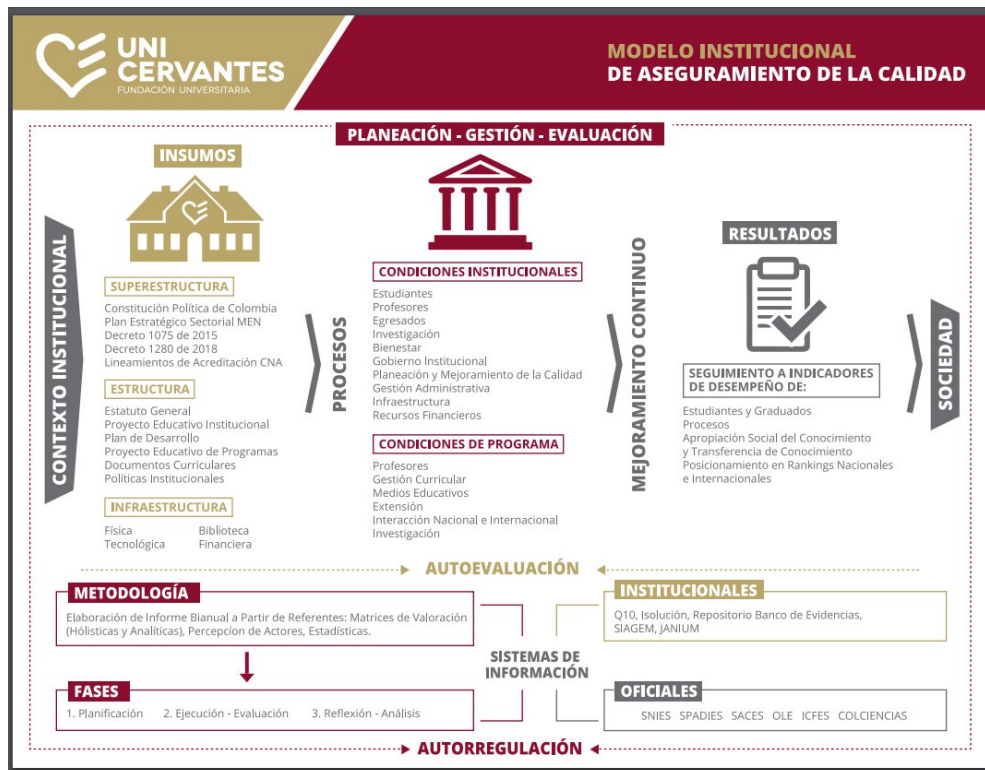 UNI
CERVANTES
FUNDACIÓN UNIVERSITARIA
MODELO INSTITUCIONAL
DE ASEGURAMIENTO DE LA CALIDAD
PLANEACIÓN - GESTIÓN - EVALUACIÓN
CONTEXTO INSTITUCIONAL
INSUMOS
SUPERESTRUCTURA
Constitución Política de Colombia
Plan Estratégico Sectorial MEN
Decreto 1075 de 2015
Decreto 1280 de 2018
Lineamientos de Acreditación CNA
ESTRUCTURA
Estatuto General
Proyecto Educativo Institucional
Plan de Desarrollo
Proyecto Educativo de Programas
Documentos Curriculares
Políticas Institucionales
INFRAESTRUCTURA
Física Biblioteca
Tecnológica Financiera
PROCESOS
CONDICIONES INSTITUCIONALES
Estudiantes
Profesores
Egresados
Investigación
Bienestar
Gobierno Institucional
Planeación y Mejoramiento de la Calidad
Gestión Administrativa
Infraestructura
Recursos Financieros
CONDICIONES DE PROGRAMA
Profesores
Gestión Curricular
Medios Educativos
Extensión
Interacción Nacional e Internacional
Investigación
MEJORAMIENTO CONTINUO
RESULTADOS
SEGUIMIENTO A INDICADORES
DE DESEMPEÑO DE:
Estudiantes y Graduados
Procesos
Apropiación Social del Conocimiento
y Transferencia de Conocimiento
Posicionamiento en Rankings Nacionales
e Internacionales
SOCIEDAD
AUTOEVALUACIÓN
METODOLOGÍA
Elaboración de Informe Bianual a Partir de Referentes: Matrices de Valoración
(Hólisticas y Analíticas), Percepcíon de Actores, Estadísticas.
FASES
1. Planificación 2. Ejecución - Evaluación 3. Reflexión - Análisis
SISTEMAS DE
INFORMACIÓN
INSTITUCIONALES
Q10, Isolución, Repositorio Banco de Evidencias,
SIAGEM, JANIUM
OFICIALES
SNIES SPADIES SACES OLE ICFES COLCIENCIAS
AUTORREGULACIÓN